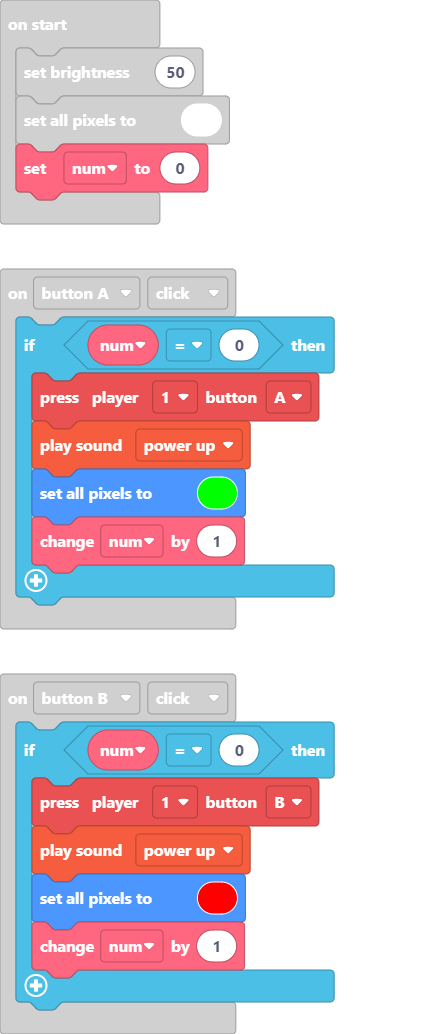 on start
set brightness 50
set all pixels to
set num to 0
on button A click
if num = 0 then
press player 1 button A
play sound power up
set all pixels to
change num by 1
on button B click
if num = 0 then
press player 1 button B
play sound power up
set all pixels to
change num by 1